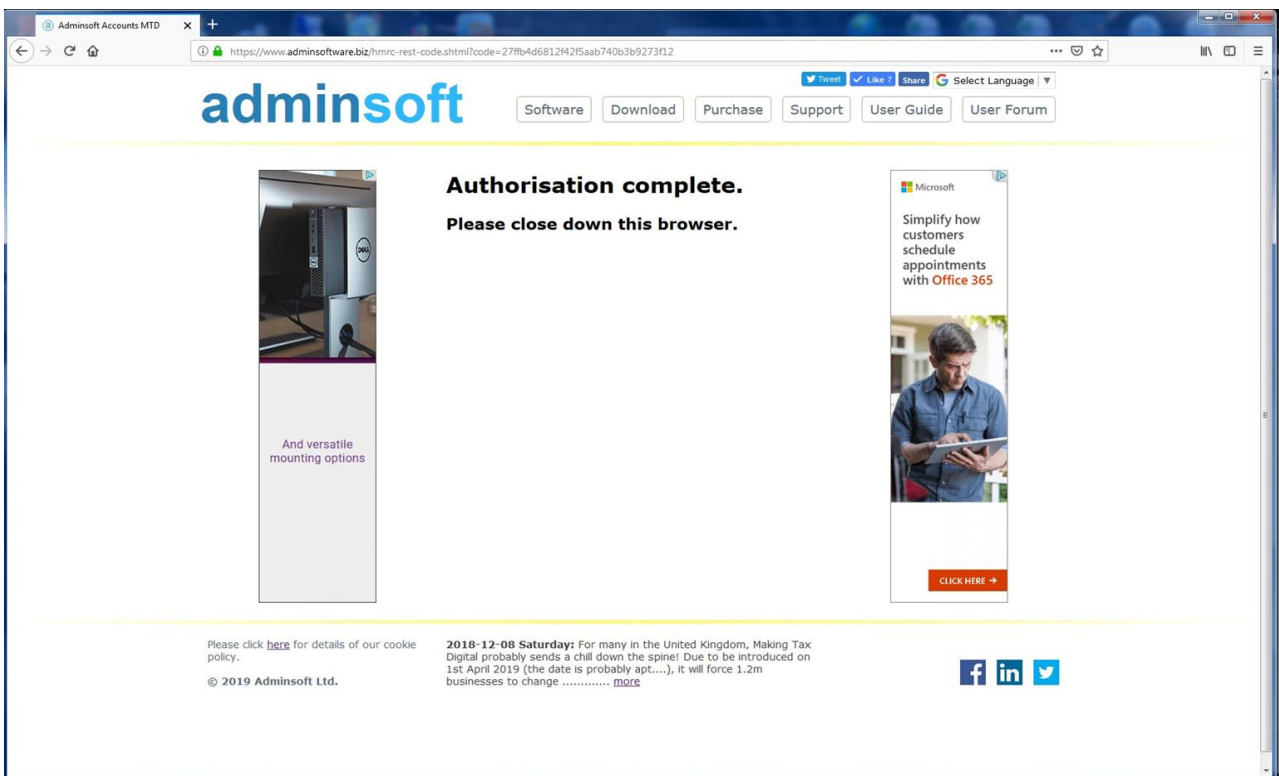 Adminsoft Accounts MTD
https://www.adminsoftware.biz/hmrc-rest-code.shtml?code=27ffb4d6812f42f5aab740b3b9273f12
Tweet Like 7 Share Select Language
adminsoft
Software Download Purchase Support User Guide User Forum
DELL
And versatile
mounting options
Authorisation complete.
Please close down this browser.
Microsoft
Simplify how
customers
schedule
appointments
with Office 365
CLICK HERE →
Please click here for details of our cookie
policy.
© 2019 Adminsoft Ltd.
2018-12-08 Saturday: For many in the United Kingdom, Making Tax
Digital probably sends a chill down the spine! Due to be introduced on
1st April 2019 (the date is probably apt....), it will force 1.2m
businesses to change ............. more